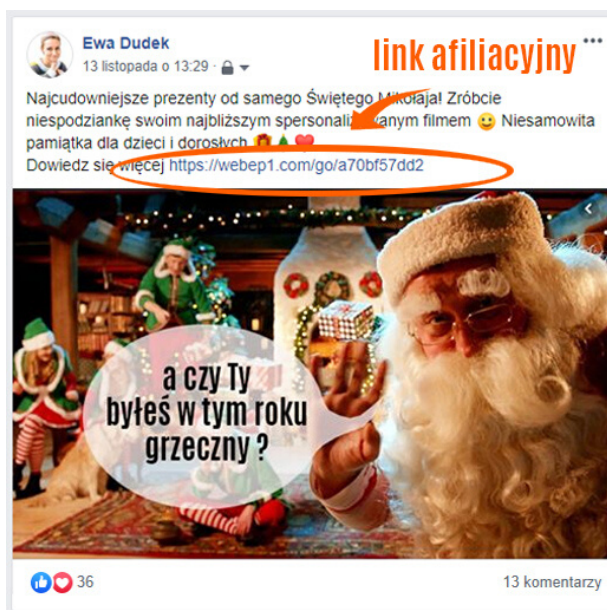 Ewa Dudek
13 listopada o 13:29 ·
link afiliacyjny
Najcudowniejsze prezenty od samego Świętego Mikołaja! Zróbcie
niespodziankę swoim najbliższym spersonalizowanym filmem Niesamowita
pamiątka dla dzieci i dorosłych
Dowiedz się więcej https://webep1.com/go/a70bf57dd2
a czy Ty
byłeś w tym roku
grzeczny ?
36
13 komentarzy